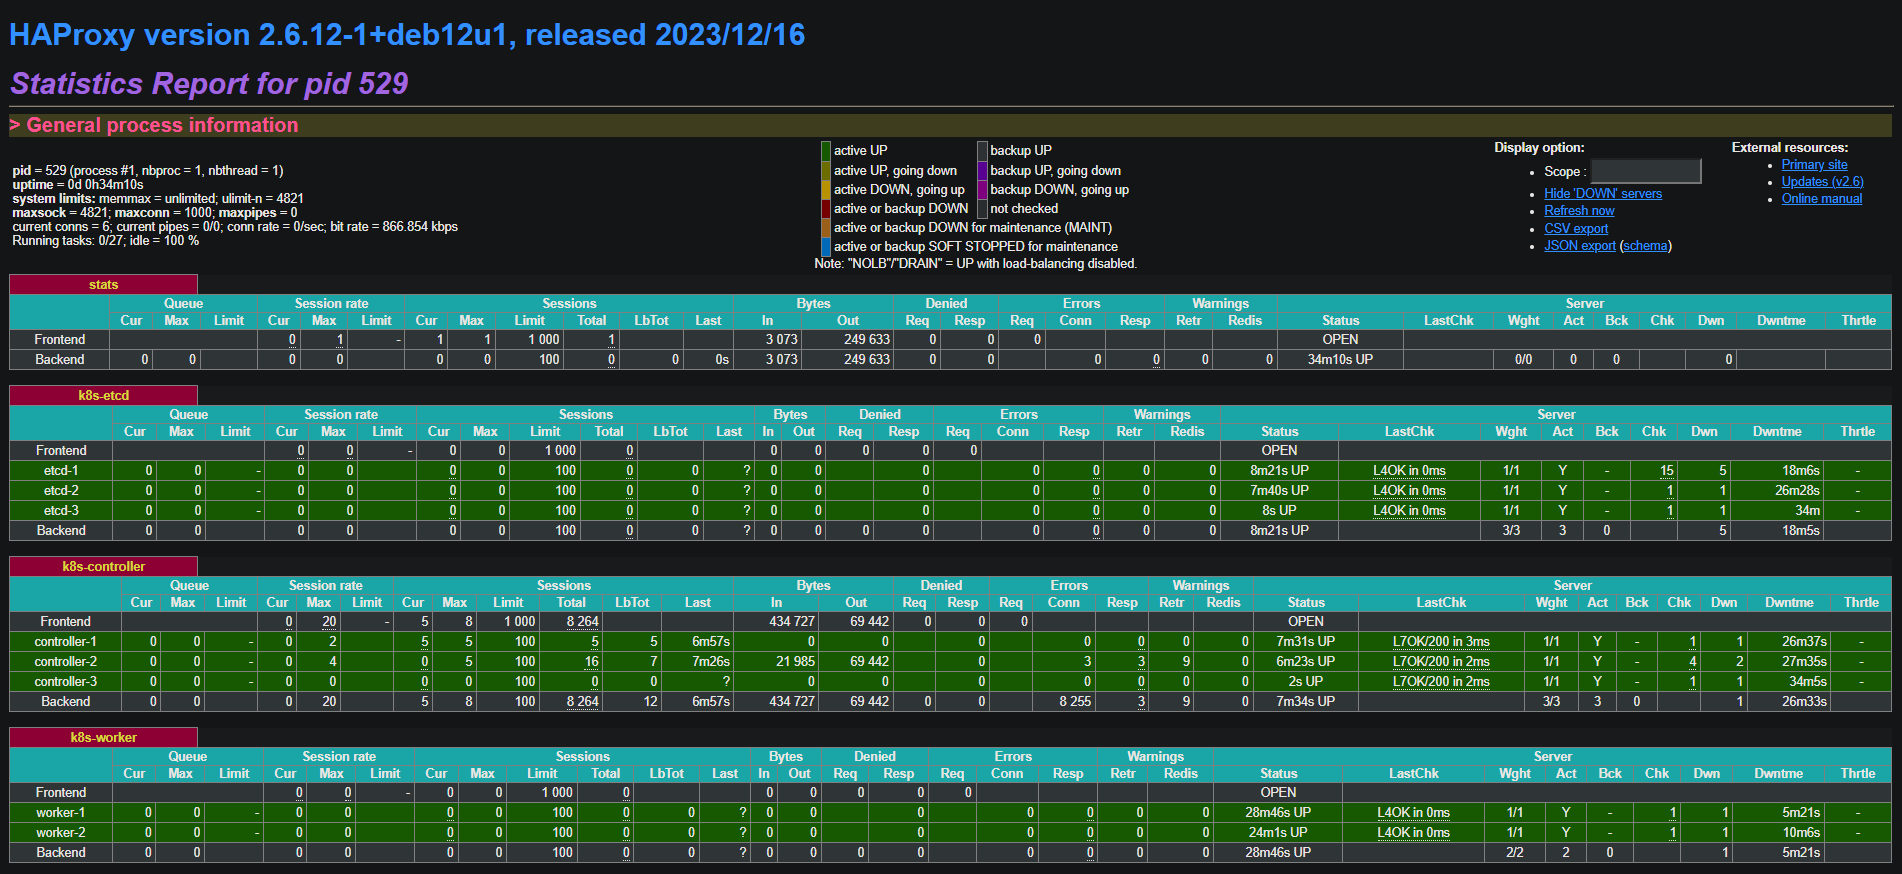 HAProxy version 2.6.12-1+deb12u1, released 2023/12/16
Statistics Report for pid 529
> General process information
pid = 529 (process #1, nbproc = 1, nbthread = 1)
uptime = 0d 0h34m10s
system limits: memmax = unlimited; ulimit-n = 4821
maxsock = 4821; maxconn = 1000; maxpipes = 0
current conns = 6; current pipes = 0/0; conn rate = 0/sec; bit rate = 866.854 kbps
Running tasks: 0/27; idle = 100 %
active UP backup UP
active UP, going down backup UP, going down
active DOWN, going up backup DOWN, going up
active or backup DOWN not checked
active or backup DOWN for maintenance (MAINT)
active or backup SOFT STOPPED for maintenance
Note: "NOLB"/"DRAIN" = UP with load-balancing disabled.
Display option:
• Scope :
• Hide 'DOWN' servers
• Refresh now
• CSV export
• JSON export (schema)
External resources:
• Primary site
• Updates (v2.6)
• Online manual
stats
Queue Session rate Sessions Bytes Denied Errors Warnings Server
Cur Max Limit Cur Max Limit Cur Max Limit Total LbTot Last In Out Req Resp Req Conn Resp Retr Redis Status LastChk Wght Act Bck Chk Dwn Dwntme Thrtle
Frontend 0 1 - 1 1 1 000 1 3 073 249 633 0 0 0 OPEN
Backend 0 0 0 0 0 0 100 0 0 0s 3 073 249 633 0 0 0 0 0 0 34m10s UP 0/0 0 0 0
k8s-etcd
Queue Session rate Sessions Bytes Denied Errors Warnings Server
Cur Max Limit Cur Max Limit Cur Max Limit Total LbTot Last In Out Req Resp Req Conn Resp Retr Redis Status LastChk Wght Act Bck Chk Dwn Dwntme Thrtle
Frontend 0 0 - 0 0 1 000 0 0 0 0 0 0 OPEN
etcd-1 0 0 - 0 0 0 0 100 0 0 ? 0 0 0 0 0 0 0 8m21s UP L4OK in 0ms 1/1 Y - 15 5 18m6s -
etcd-2 0 0 - 0 0 0 0 100 0 0 ? 0 0 0 0 0 0 0 7m40s UP L4OK in 0ms 1/1 Y - 1 1 26m28s -
etcd-3 0 0 - 0 0 0 0 100 0 0 ? 0 0 0 0 0 0 0 8s UP L4OK in 0ms 1/1 Y - 1 1 34m -
Backend 0 0 0 0 0 0 100 0 0 ? 0 0 0 0 0 0 0 0 8m21s UP 3/3 3 0 5 18m5s
k8s-controller
Queue Session rate Sessions Bytes Denied Errors Warnings Server
Cur Max Limit Cur Max Limit Cur Max Limit Total LbTot Last In Out Req Resp Req Conn Resp Retr Redis Status LastChk Wght Act Bck Chk Dwn Dwntme Thrtle
Frontend 0 20 - 5 8 1 000 8 264 434 727 69 442 0 0 0 OPEN
controller-1 0 0 - 0 2 5 5 100 5 5 6m57s 0 0 0 0 0 0 0 7m31s UP L7OK/200 in 3ms 1/1 Y - 1 1 26m37s -
controller-2 0 0 - 0 4 0 5 100 16 7 7m26s 21 985 69 442 0 3 3 9 0 6m23s UP L7OK/200 in 2ms 1/1 Y - 4 2 27m35s -
controller-3 0 0 - 0 0 0 0 100 0 0 ? 0 0 0 0 0 0 0 2s UP L7OK/200 in 2ms 1/1 Y - 1 1 34m5s -
Backend 0 0 0 20 5 8 100 8 264 12 6m57s 434 727 69 442 0 0 8 255 3 9 0 7m34s UP 3/3 3 0 1 26m33s
k8s-worker
Queue Session rate Sessions Bytes Denied Errors Warnings Server
Cur Max Limit Cur Max Limit Cur Max Limit Total LbTot Last In Out Req Resp Req Conn Resp Retr Redis Status LastChk Wght Act Bck Chk Dwn Dwntme Thrtle
Frontend 0 0 - 0 0 1 000 0 0 0 0 0 0 OPEN
worker-1 0 0 - 0 0 0 0 100 0 0 ? 0 0 0 0 0 0 0 28m46s UP L4OK in 0ms 1/1 Y - 1 1 5m21s -
worker-2 0 0 - 0 0 0 0 100 0 0 ? 0 0 0 0 0 0 0 24m1s UP L4OK in 0ms 1/1 Y - 1 1 10m6s -
Backend 0 0 0 0 0 0 100 0 0 ? 0 0 0 0 0 0 0 0 28m46s UP 2/2 2 0 1 5m21s